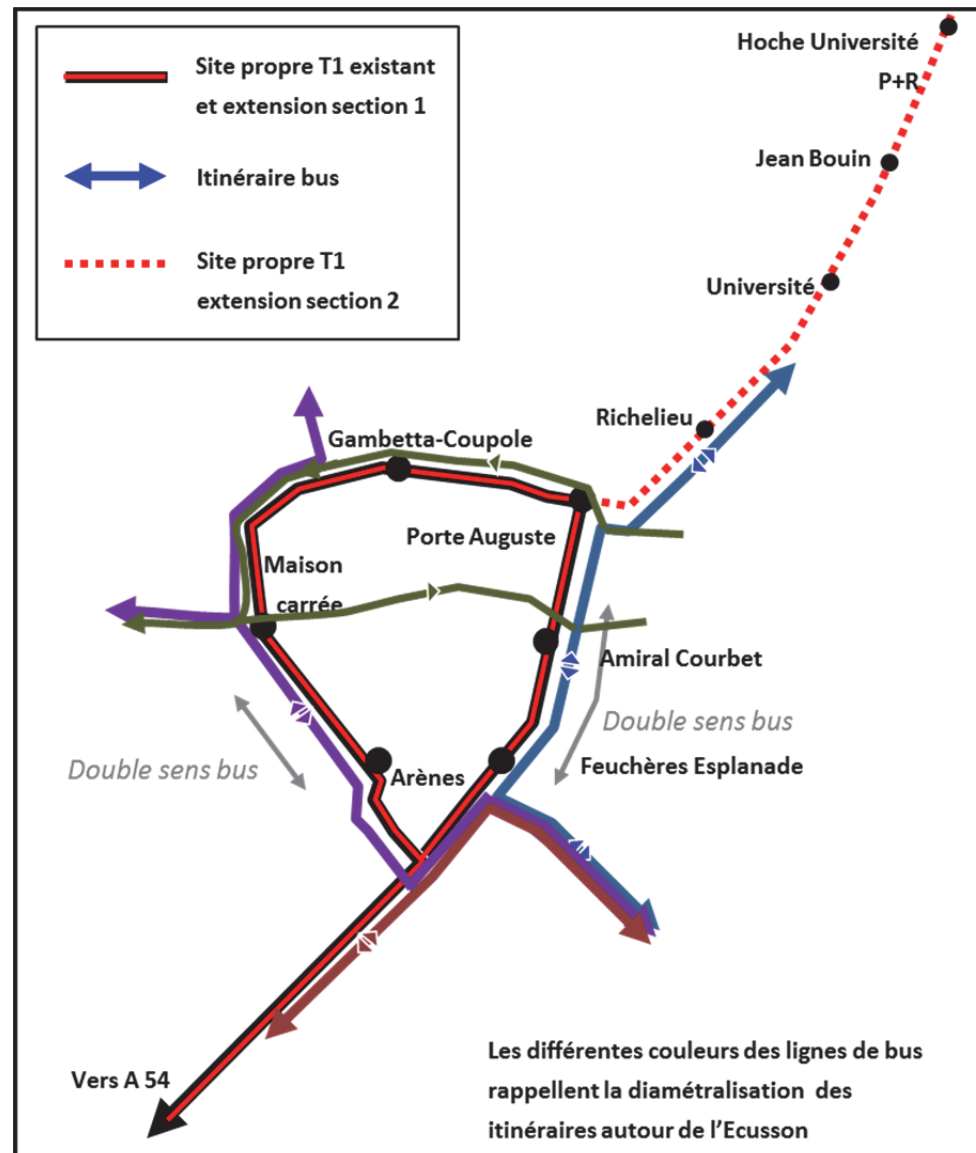 Site propre T1 existant
et extension section 1
Itinéraire bus
Site propre T1
extension section 2
Hoche Université
P+R
Jean Bouin
Université
Richelieu
Gambetta-Coupole
Porte Auguste
Maison
carrée
Amiral Courbet
Double sens bus
Feuchères Esplanade
Double sens bus
Arènes
Vers A 54
Les différentes couleurs des lignes de bus
rappellent la diamétralisation des
itinéraires autour de l’Ecusson